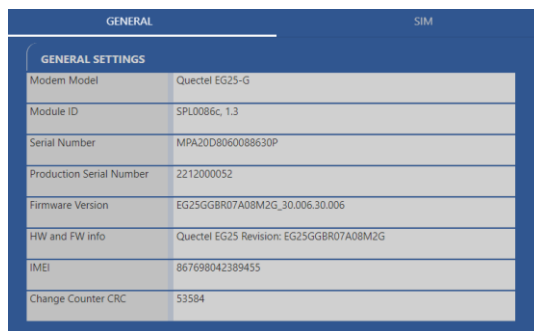 GENERAL SIM
GENERAL SETTINGS
Modem Model Quectel EG25-G
Module ID SPL0086c, 1.3
Serial Number MPA20D8060088630P
Production Serial Number 2212000052
Firmware Version EG25GGBR07A08M2G_30.006.30.006
HW and FW info Quectel EG25 Revision: EG25GGBR07A08M2G
IMEI 867698042389455
Change Counter CRC 53584